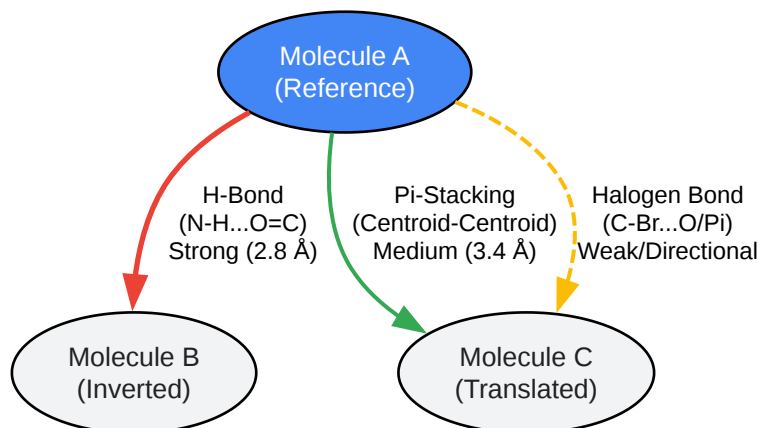 Molecule A
(Reference)
H-Bond
(N-H...O=C)
Strong (2.8 Å)
Pi-Stacking
(Centroid-Centroid)
Medium (3.4 Å)
Halogen Bond
(C-Br...O/Pi)
Weak/Directional
Molecule B
(Inverted)
Molecule C
(Translated)